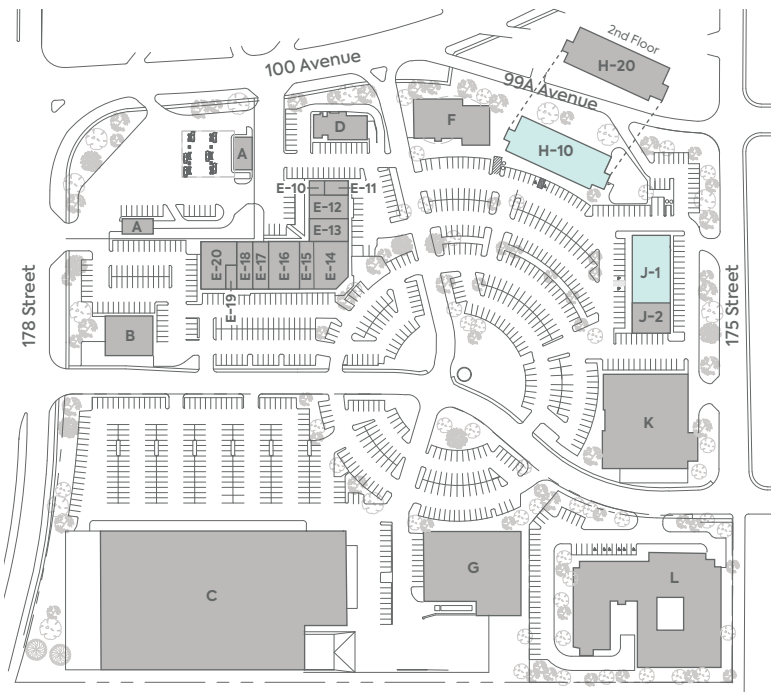 2nd Floor
H-20
100 Avenue
99A Avenue
D
F
A
H-10
E-10
E-11
E-12
A
E-13
E-20
E-18
E-17
E-16
E-15
E-14
E-19
J-1
J-2
178 Street
175 Street
B
K
C
G
L